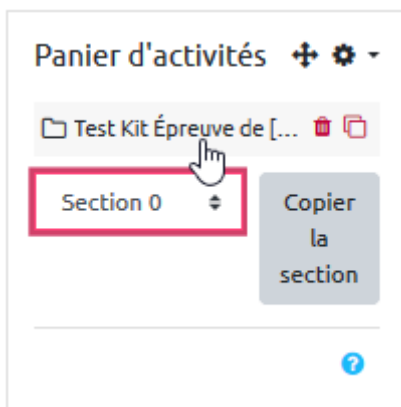 Panier d'activités
Test Kit Épreuve de [...
Section 0
Copier
la
section
?